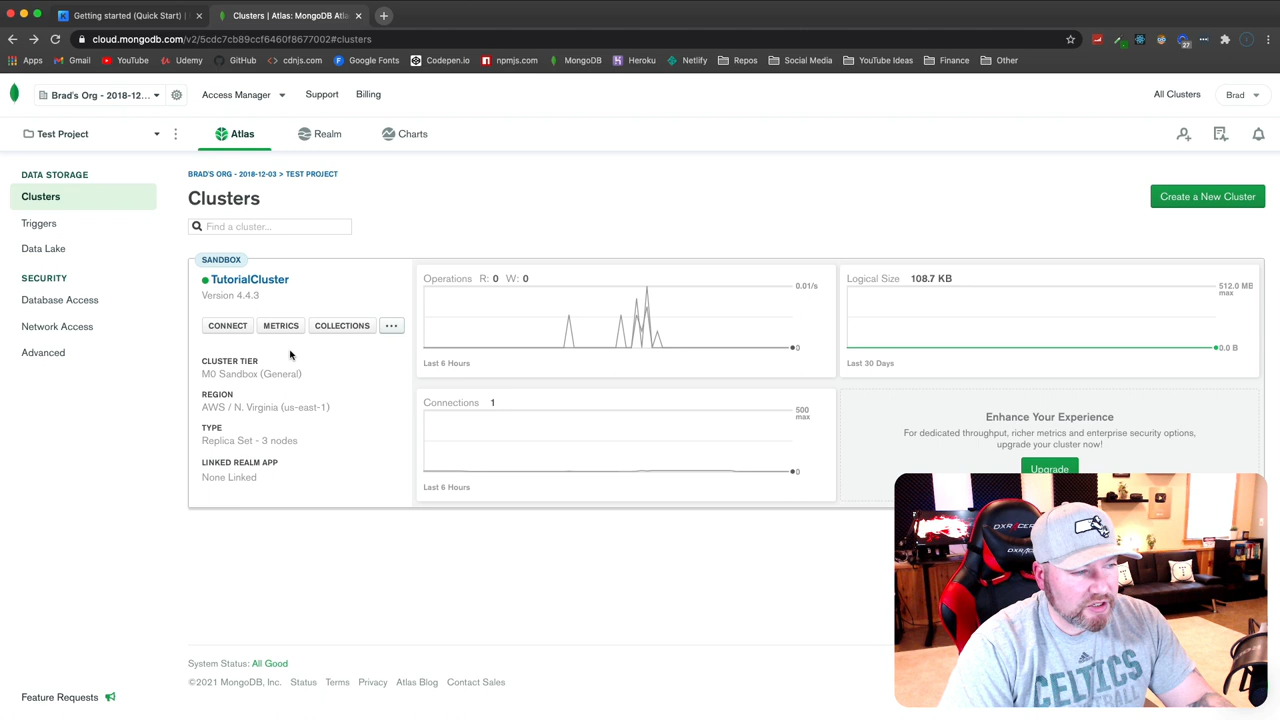 Getting started (Quick Start) |
Clusters | Atlas: MongoDB Atla
cloud.mongodb.com/v2/5cdc7cb89ccf6460f8677002#clusters
Apps
Gmail
YouTube
Udemy
GitHub
cdnjs.com
Google Fonts
Codepen.io
npmjs.com
MongoDB
Heroku
Netlify
Repos
Social Media
YouTube Ideas
Finance
Other
27
Brad's Org - 2018-12...
Access Manager
Support
Billing
All Clusters
Brad
Test Project
Atlas
Realm
Charts
DATA STORAGE
Clusters
Triggers
Data Lake
SECURITY
Database Access
Network Access
Advanced
Feature Requests
BRAD'S ORG - 2018-12-03 > TEST PROJECT
Clusters
Create a New Cluster
Find a cluster...
SANDBOX
TutorialCluster
Version 4.4.3
CONNECT
METRICS
COLLECTIONS
...
CLUSTER TIER
M0 Sandbox (General)
REGION
AWS / N. Virginia (us-east-1)
TYPE
Replica Set - 3 nodes
LINKED REALM APP
None Linked
Operations R: 0 W: 0
0.01/s
0
Last 6 Hours
Logical Size 108.7 KB
512.0 MB
max
0.0 B
Last 30 Days
Connections 1
500
max
0
Last 6 Hours
Enhance Your Experience
For dedicated throughput, richer metrics and enterprise security options,
upgrade your cluster now!
Upgrade
DXRACER
CELTICS
System Status: All Good
©2021 MongoDB, Inc. Status Terms Privacy Atlas Blog Contact Sales